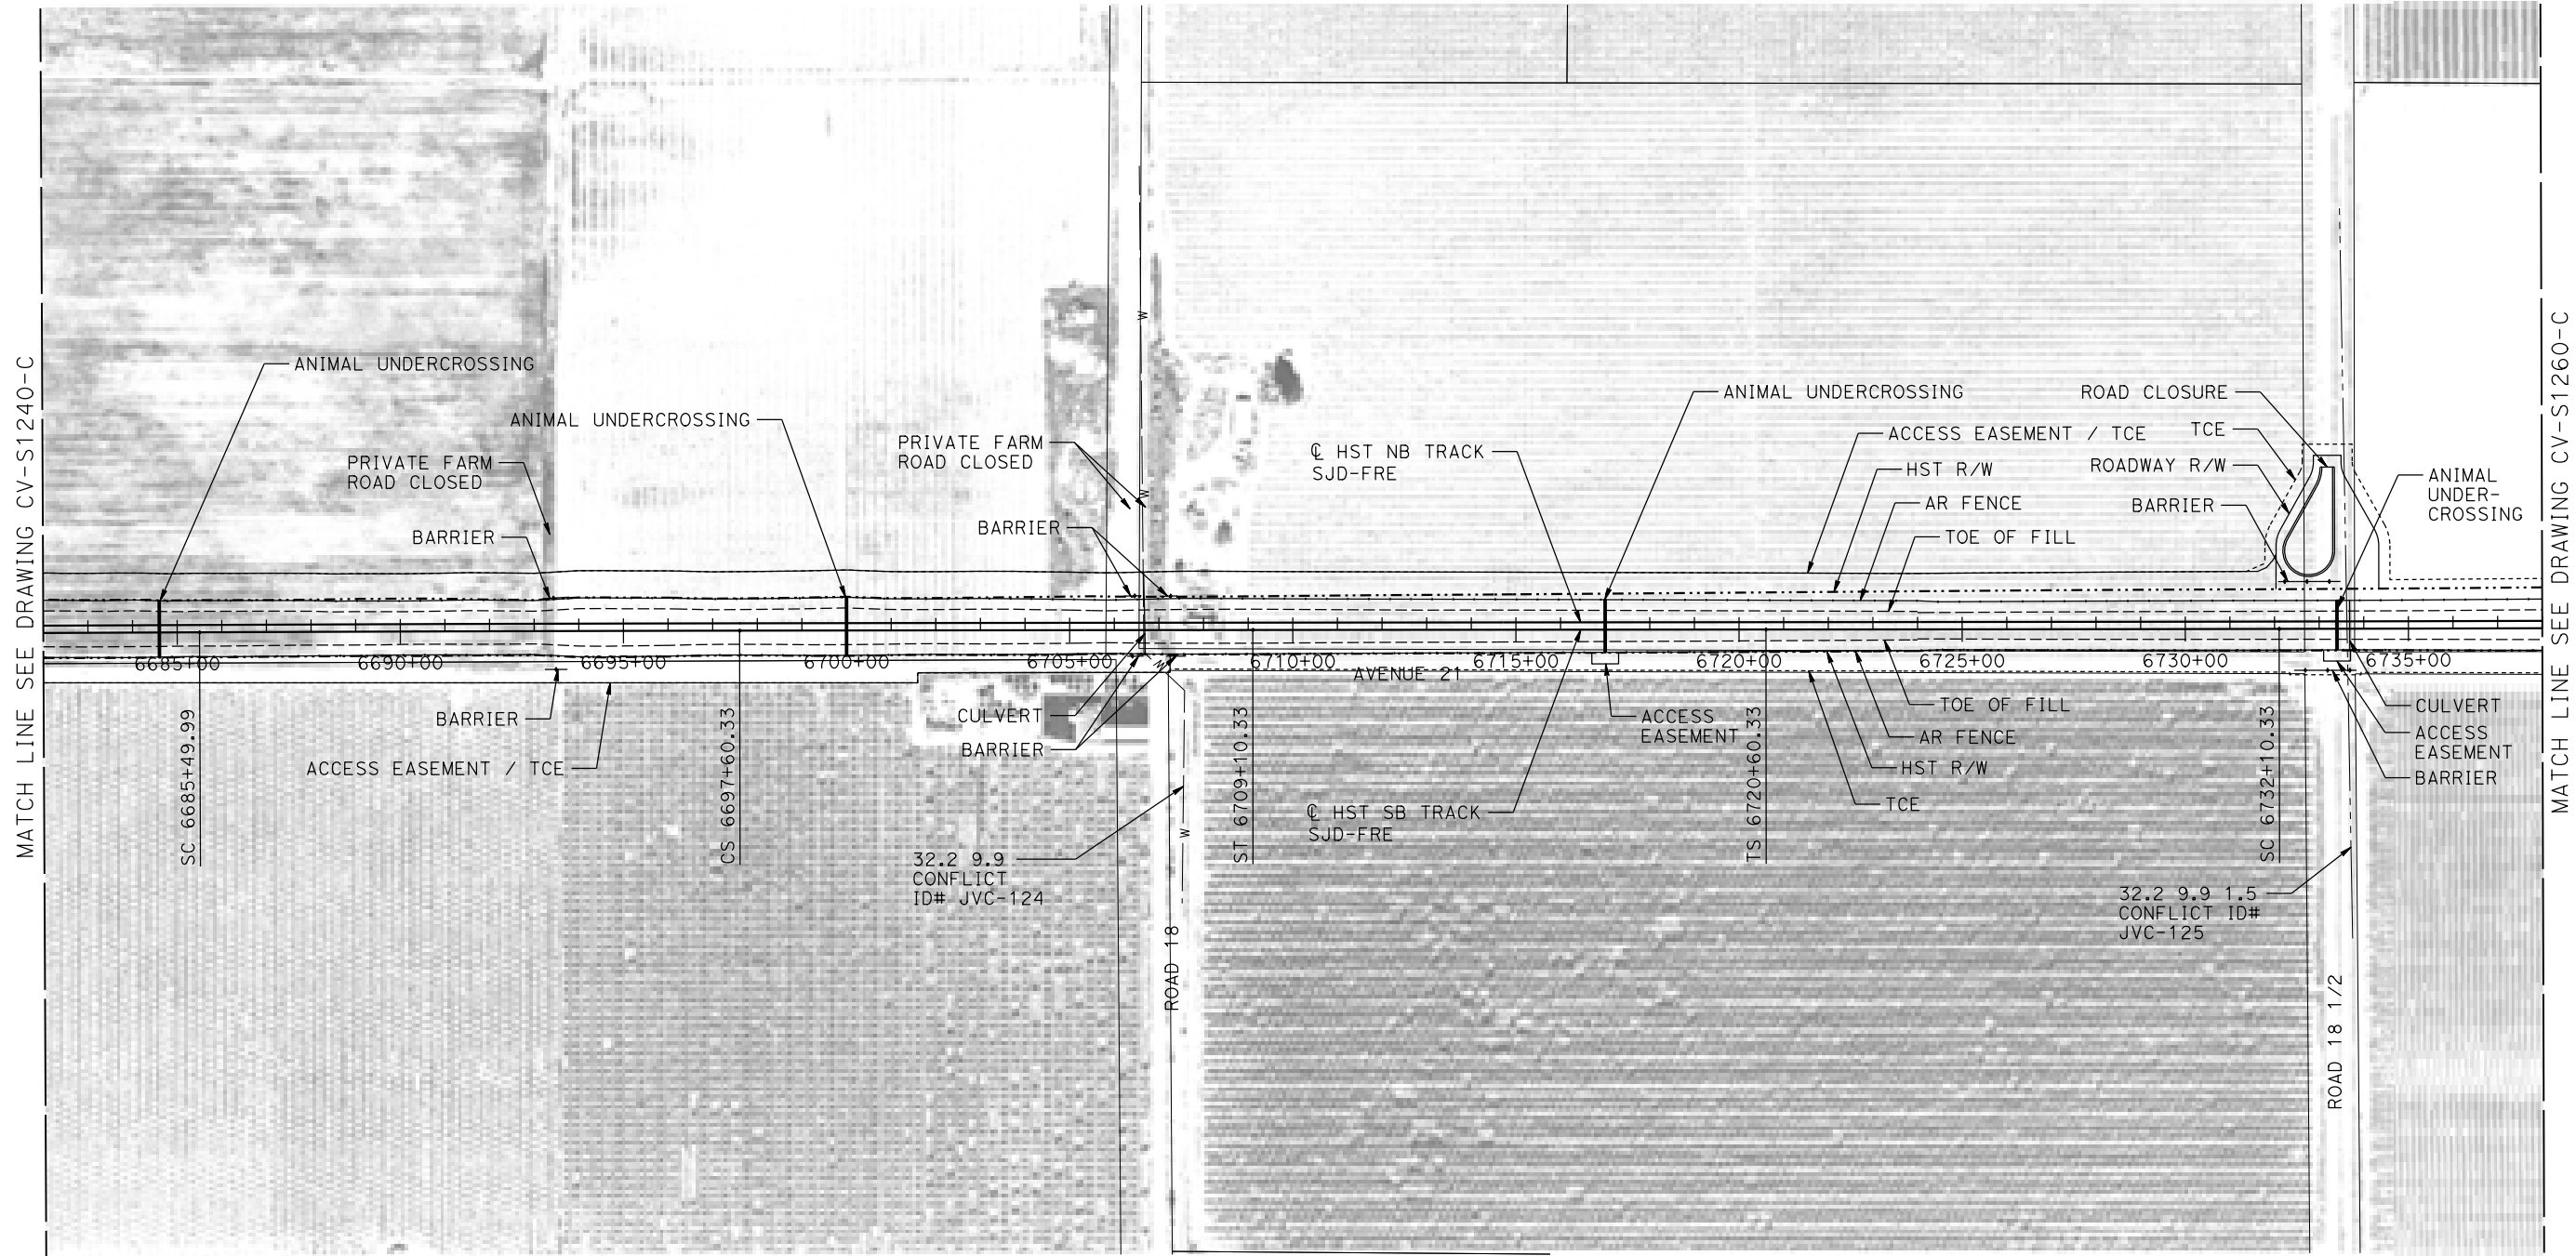 MATCH LINE SEE DRAWING CV-S1240-C
ANIMAL UNDERCROSSING
ANIMAL UNDERCROSSING
PRIVATE FARM
ROAD CLOSED
BARRIER
PRIVATE FARM
ROAD CLOSED
BARRIER
W
W
℄ HST NB TRACK
SJD-FRE
ANIMAL UNDERCROSSING
ACCESS EASEMENT / TCE
HST R/W
AR FENCE
TOE OF FILL
ROAD CLOSURE
TCE
ROADWAY R/W
BARRIER
ANIMAL
UNDER-
CROSSING
6685+00
6690+00
6695+00
6700+00
6705+00
W
6710+00
6715+00
6720+00
6725+00
6730+00
6735+00
AVENUE 21
SC 6685+49.99
BARRIER
ACCESS EASEMENT / TCE
CS 6697+60.33
CULVERT
BARRIER
32.2 9.9
CONFLICT
ID# JVC-124
W
ROAD 18
ST 6709+10.33
℄ HST SB TRACK
SJD-FRE
ACCESS
EASEMENT
TS 6720+60.33
TOE OF FILL
AR FENCE
HST R/W
TCE
SC 6732+10.33
32.2 9.9 1.5
CONFLICT ID#
JVC-125
ROAD 18 1/2
CULVERT
ACCESS
EASEMENT
BARRIER
MATCH LINE SEE DRAWING CV-S1260-C